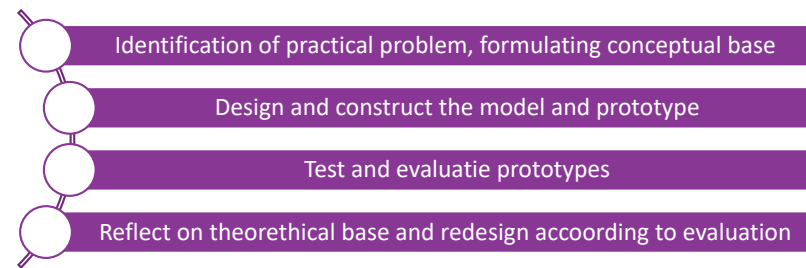 Identification of practical problem, formulating conceptual base
Design and construct the model and prototype
Test and evaluatie prototypes
Reflect on theorethical base and redesign accoording to evaluation